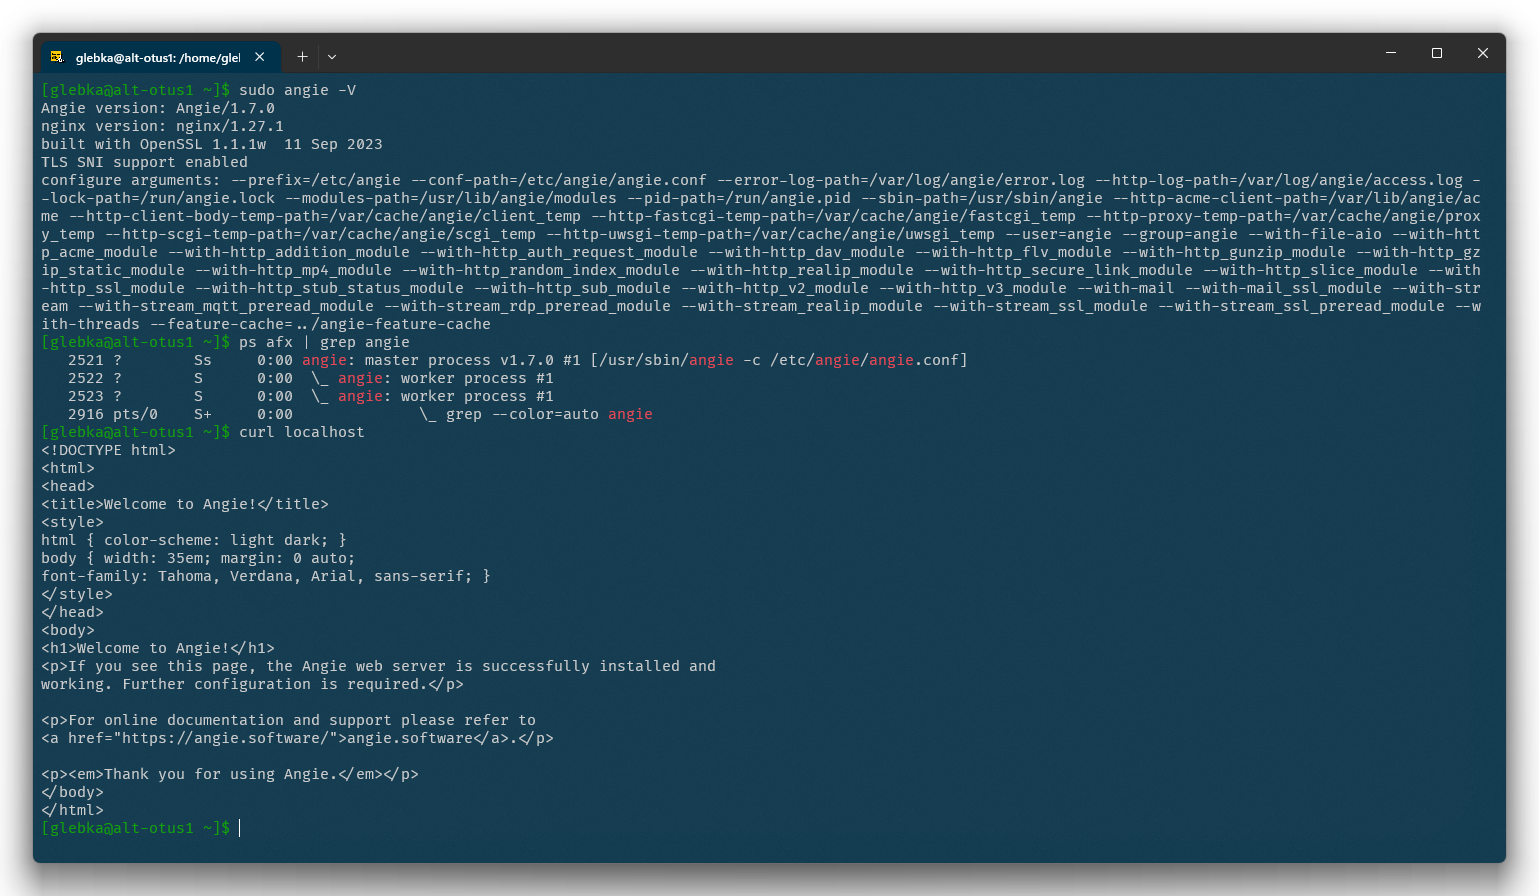 glebka@alt-otus1: /home/glel
[glebka@alt-otus1 ~]$ sudo angie -V
Angie version: Angie/1.7.0
nginx version: nginx/1.27.1
built with OpenSSL 1.1.1w  11 Sep 2023
TLS SNI support enabled
configure arguments: --prefix=/etc/angie --conf-path=/etc/angie/angie.conf --error-log-path=/var/log/angie/error.log --http-log-path=/var/log/angie/access.log -
-lock-path=/run/angie.lock --modules-path=/usr/lib/angie/modules --pid-path=/run/angie.pid --sbin-path=/usr/sbin/angie --http-acme-client-path=/var/lib/angie/ac
me --http-client-body-temp-path=/var/cache/angie/client_temp --http-fastcgi-temp-path=/var/cache/angie/fastcgi_temp --http-proxy-temp-path=/var/cache/angie/prox
y_temp --http-scgi-temp-path=/var/cache/angie/scgi_temp --http-uwsgi-temp-path=/var/cache/angie/uwsgi_temp --user=angie --group=angie --with-file-aio --with-htt
p_acme_module --with-http_addition_module --with-http_auth_request_module --with-http_dav_module --with-http_flv_module --with-http_gunzip_module --with-http_gz
ip_static_module --with-http_mp4_module --with-http_random_index_module --with-http_realip_module --with-http_secure_link_module --with-http_slice_module --with
-http_ssl_module --with-http_stub_status_module --with-http_sub_module --with-http_v2_module --with-http_v3_module --with-mail --with-mail_ssl_module --with-str
eam --with-stream_mqtt_preread_module --with-stream_rdp_preread_module --with-stream_realip_module --with-stream_ssl_module --with-stream_ssl_preread_module --w
ith-threads --feature-cache=../angie-feature-cache
[glebka@alt-otus1 ~]$ ps afx | grep angie
   2521 ?        Ss     0:00 angie: master process v1.7.0 #1 [/usr/sbin/angie -c /etc/angie/angie.conf]
   2522 ?        S      0:00  \_ angie: worker process #1
   2523 ?        S      0:00  \_ angie: worker process #1
   2916 pts/0    S+     0:00              \_ grep --color=auto angie
[glebka@alt-otus1 ~]$ curl localhost
<!DOCTYPE html>
<html>
<head>
<title>Welcome to Angie!</title>
<style>
html { color-scheme: light dark; }
body { width: 35em; margin: 0 auto;
font-family: Tahoma, Verdana, Arial, sans-serif; }
</style>
</head>
<body>
<h1>Welcome to Angie!</h1>
<p>If you see this page, the Angie web server is successfully installed and
working. Further configuration is required.</p>

<p>For online documentation and support please refer to
<a href="https://angie.software/">angie.software</a>.</p>

<p><em>Thank you for using Angie.</em></p>
</body>
</html>
[glebka@alt-otus1 ~]$